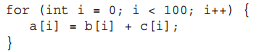 for (int i = 0; i < 100; i++) {
    a[i] = b[i] + c[i];
}